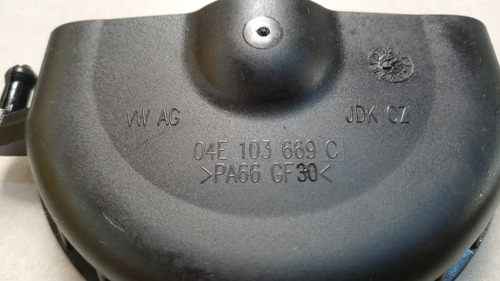 VW AG JDK CZ
04E 103 669 C
>PA66 GF30<